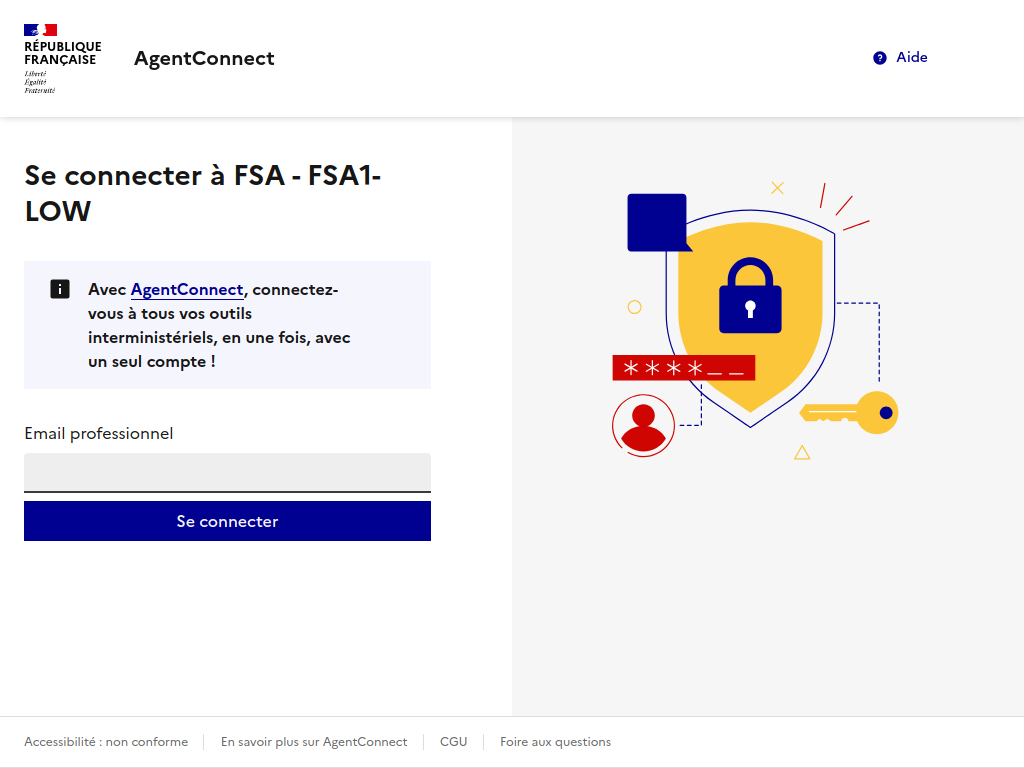 RÉPUBLIQUE
FRANÇAISE
Liberté
Égalité
Fraternité
AgentConnect
Aide
Se connecter à FSA - FSA1-
LOW
Avec AgentConnect, connectez-
vous à tous vos outils
interministériels, en une fois, avec
un seul compte !
Email professionnel
Se connecter
****__
Accessibilité : non conforme
En savoir plus sur AgentConnect
CGU
Foire aux questions